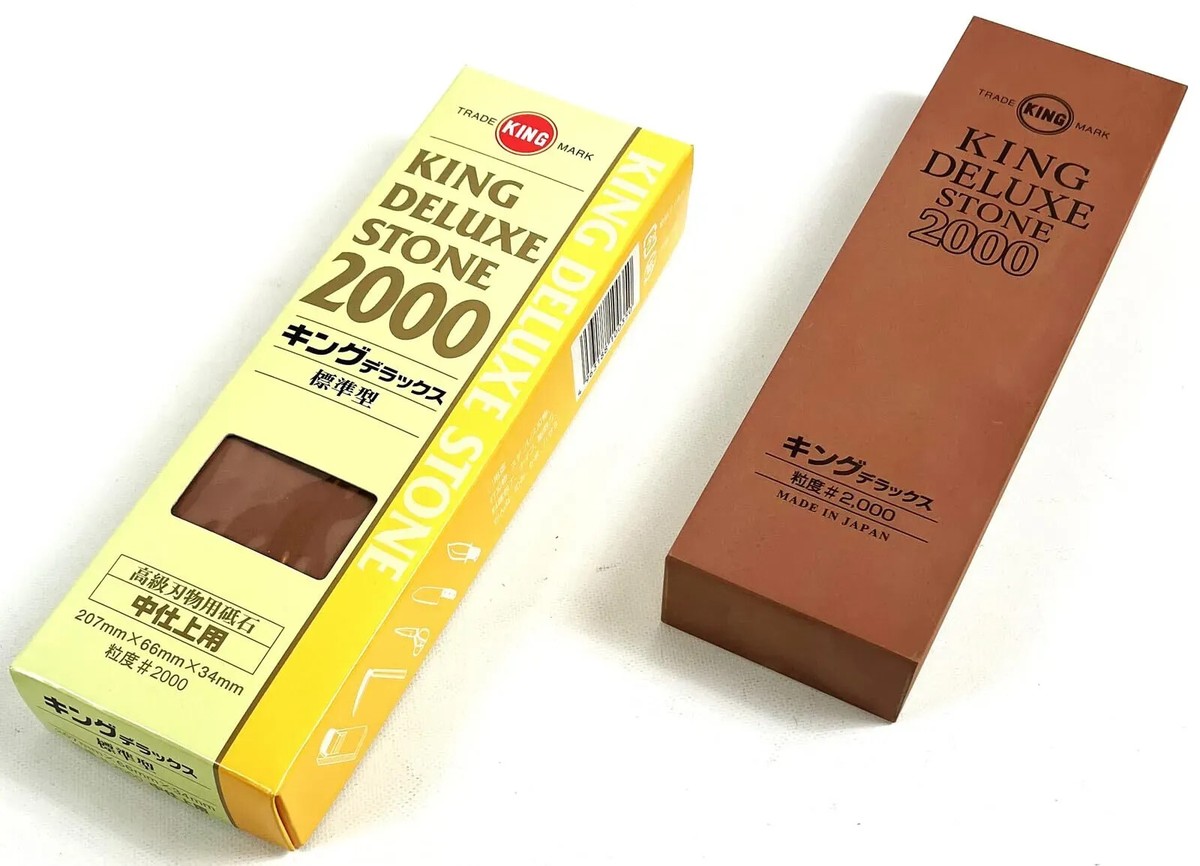 TRADE KING MARK
KING
DELUXE
STONE
2000
キングデラックス
標準型
高級刃物用砥石
中仕上用
207mm×66mm×34mm
粒度#2000
キングデラックス
標準型
KING DELUXE STONE
TRADE KING MARK
KING
DELUXE
STONE
2000
キングデラックス
粒度#2,000
MADE IN JAPAN